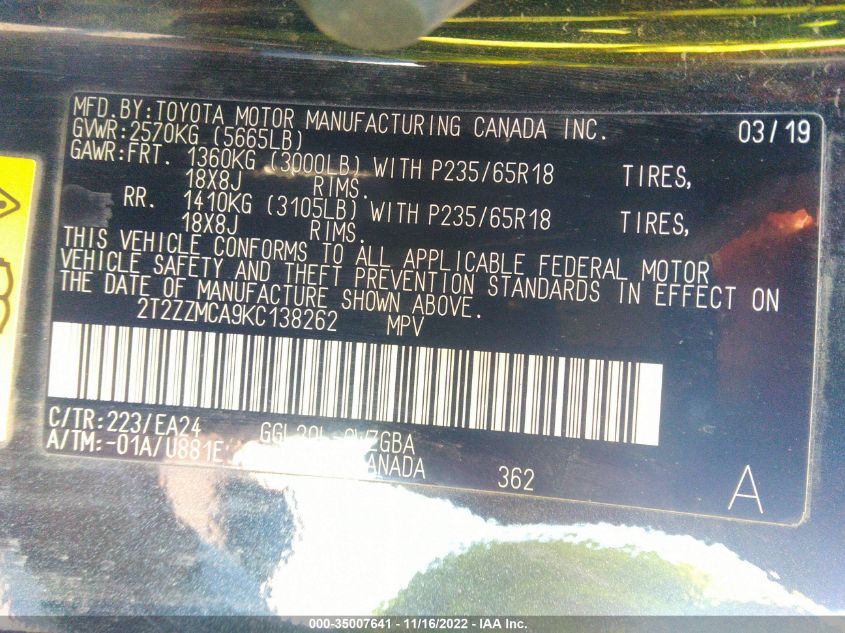 MFD.BY:TOYOTA MOTOR MANUFACTURING CANADA INC. 03/19
GVWR:2570KG (5665LB)
GAWR:FRT. 1360KG (3000LB) WITH P235/65R18 TIRES,
18X8J RIMS.
RR. 1410KG (3105LB) WITH P235/65R18 TIRES,
18X8J RIMS.
THIS VEHICLE CONFORMS TO ALL APPLICABLE FEDERAL MOTOR
VEHICLE SAFETY AND THEFT PREVENTION STANDARDS IN EFFECT ON
THE DATE OF MANUFACTURE SHOWN ABOVE.
2T2ZZMCA9KC138262 MPV
C/TR:223/EA24
A/TM:-01A/U881E CANADA 362 A
000-35007641 - 11/16/2022 - IAA Inc.